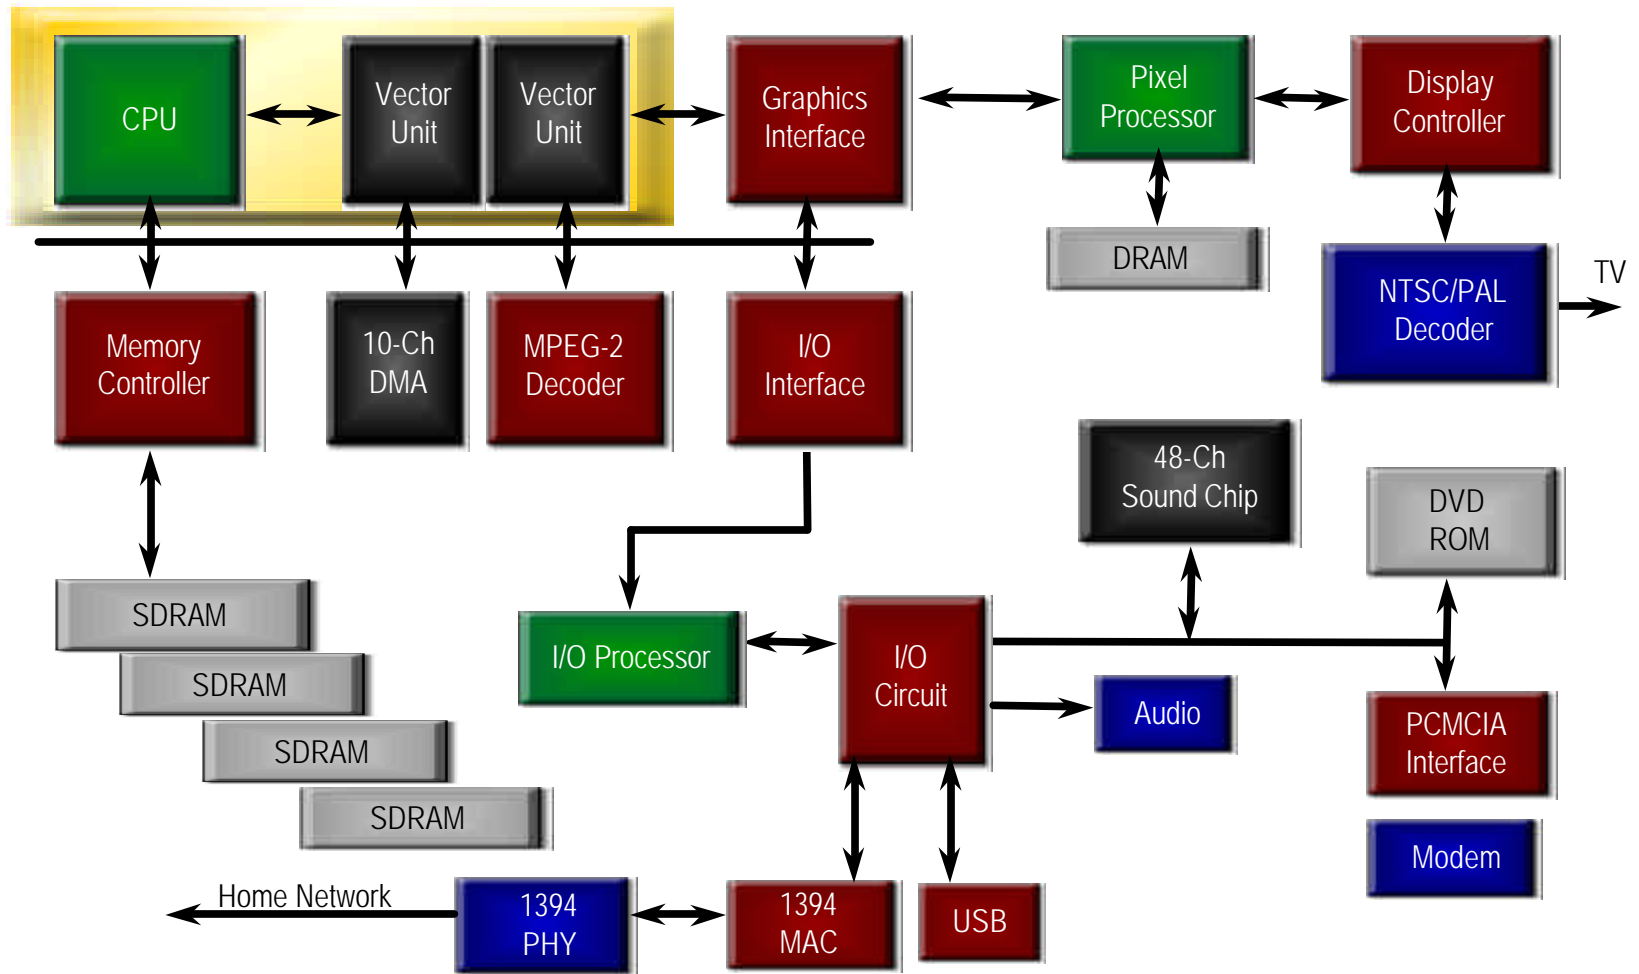 CPU
Vector
Unit
Vector
Unit
Graphics
Interface
Pixel
Processor
Display
Controller
DRAM
TV
NTSC/PAL
Decoder
Memory
Controller
10-Ch
DMA
MPEG-2
Decoder
I/O
Interface
48-Ch
Sound Chip
DVD
ROM
SDRAM
SDRAM
SDRAM
SDRAM
I/O Processor
I/O
Circuit
Audio
PCMCIA
Interface
Modem
Home Network
1394
PHY
1394
MAC
USB